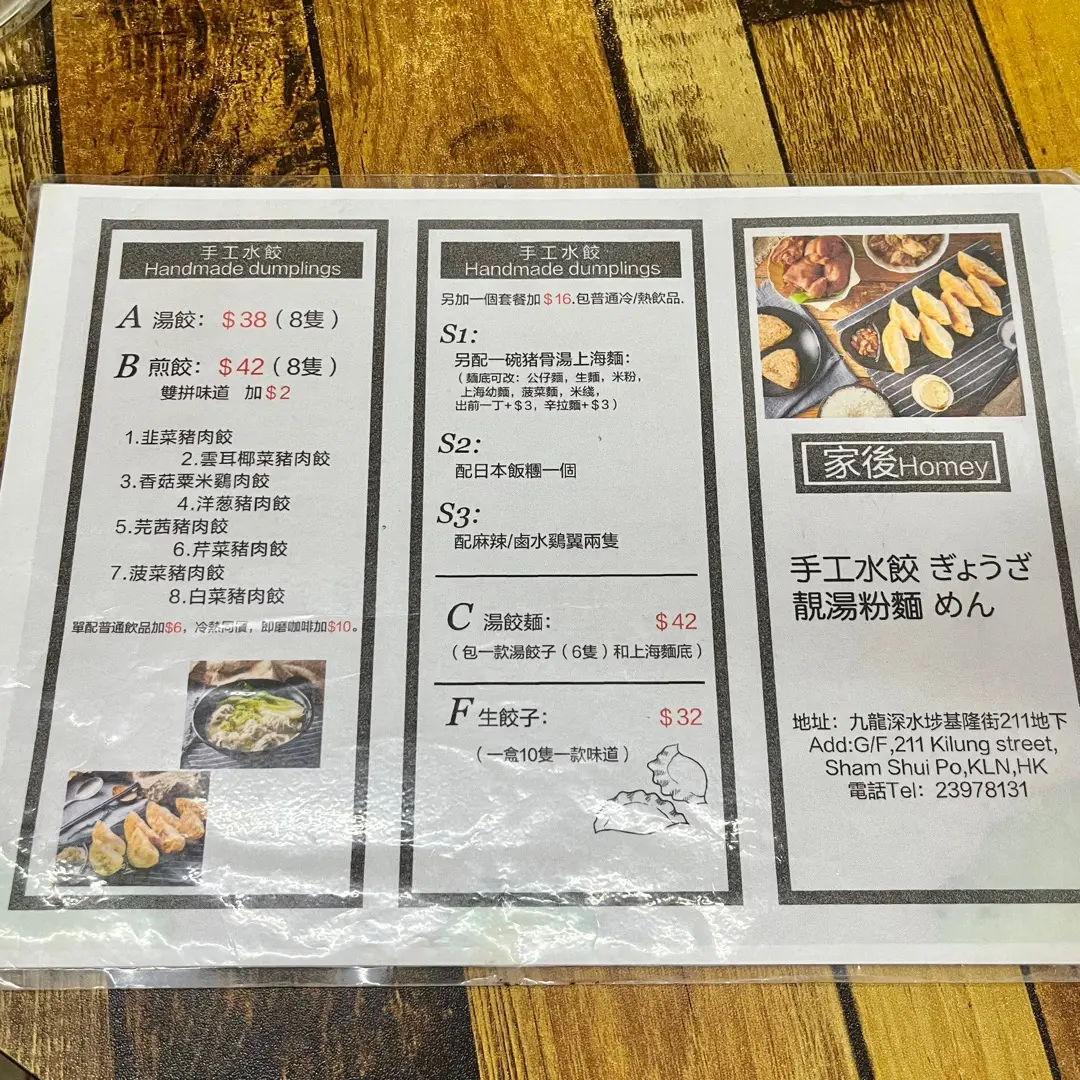 手工水餃
Handmade dumplings
A 湯餃：$38（8隻）
B 煎餃：$42（8隻）
雙拼味道 加$2
1.韭菜豬肉餃
2.雲耳椰菜豬肉餃
3.香菇粟米鷄肉餃
4.洋葱豬肉餃
5.芫茜豬肉餃
6.芹菜豬肉餃
7.菠菜豬肉餃
8.白菜豬肉餃
單配普通飲品加$6，冷熱同價，即磨咖啡加$10。
手工水餃
Handmade dumplings
另加一個套餐加$16.包普通冷/熱飲品.
S1:
另配一碗猪骨湯上海麵：
（麵底可改：公仔麵，生麵，米粉，
上海幼麵，菠菜麵，米綫，
出前一丁+$3，辛拉麵+$3）
S2:
配日本飯糰一個
S3:
配麻辣/鹵水鷄翼兩隻
C 湯餃麵： $42
（包一款湯餃子（6隻）和上海麵底）
F 生餃子： $32
（一盒10隻一款味道）
家後Homey
手工水餃 ぎょうざ
靚湯粉麵 めん
地址：九龍深水埗基隆街211地下
Add:G/F,211 Kilung street,
Sham Shui Po,KLN,HK
電話Tel：23978131